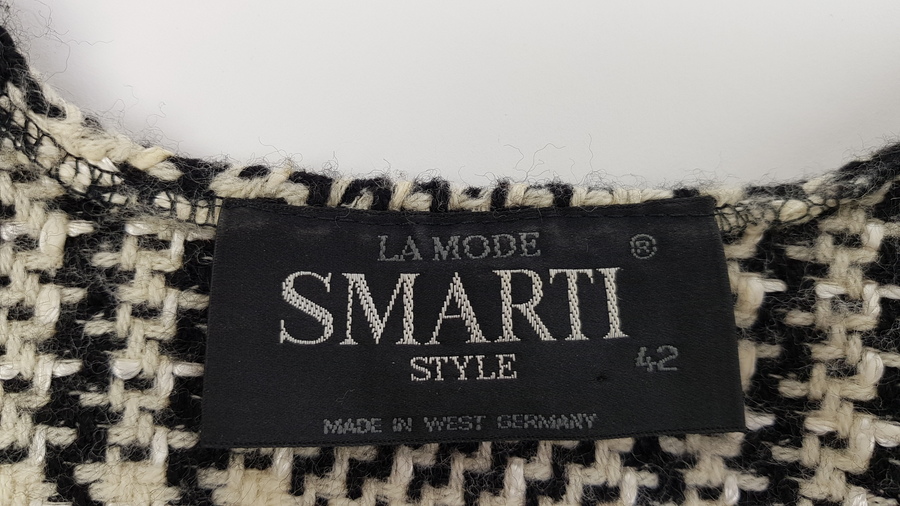 LA MODE ®
SMARTI
STYLE
42
MADE IN WEST GERMANY